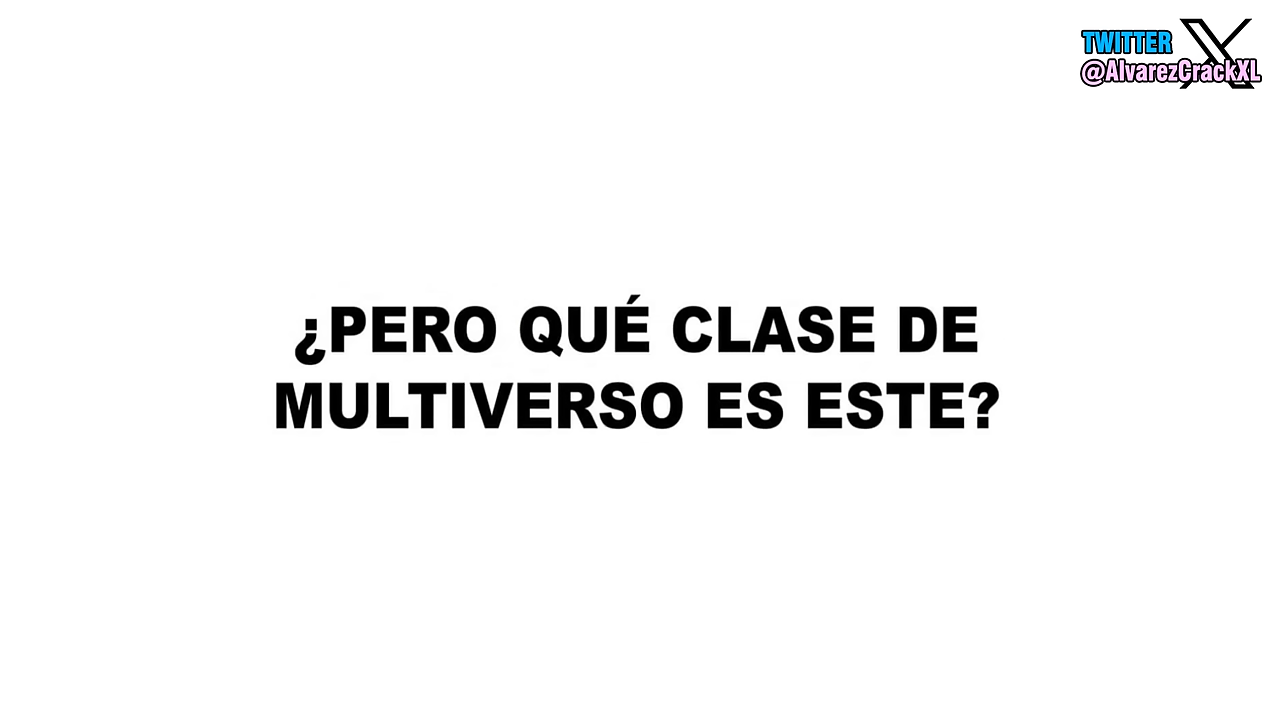 TWITTER
@AlvarezCrackXL
¿PERO QUÉ CLASE DE
MULTIVERSO ES ESTE?